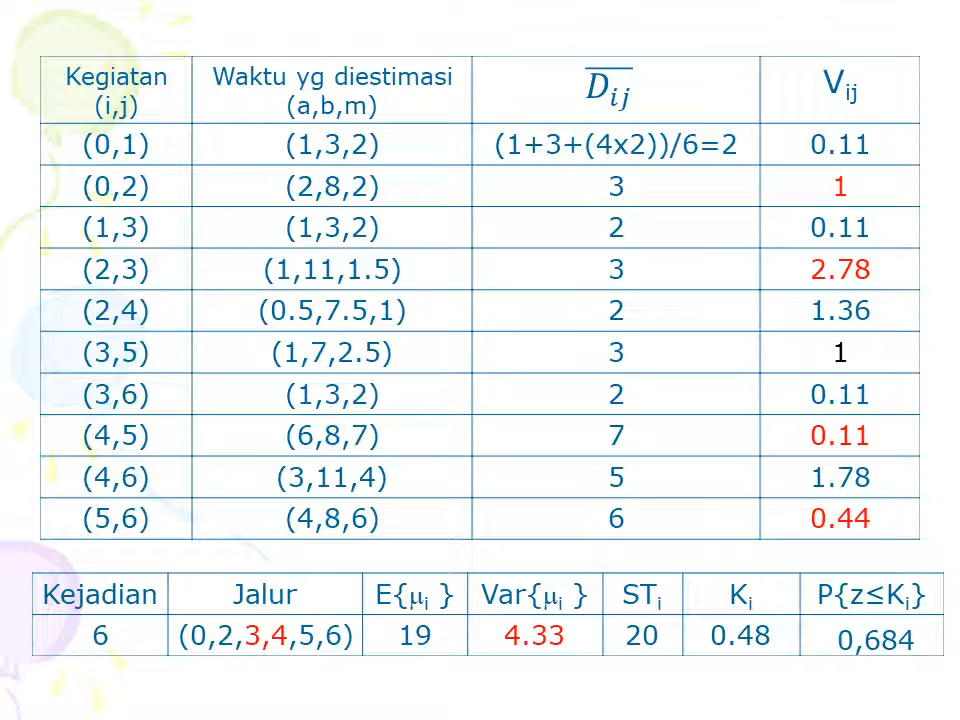 Kegiatan (i,j) Waktu yg diestimasi (a,b,m) D̅ij Vij
(0,1) (1,3,2) (1+3+(4x2))/6=2 0.11
(0,2) (2,8,2) 3 1
(1,3) (1,3,2) 2 0.11
(2,3) (1,11,1.5) 3 2.78
(2,4) (0.5,7.5,1) 2 1.36
(3,5) (1,7,2.5) 3 1
(3,6) (1,3,2) 2 0.11
(4,5) (6,8,7) 7 0.11
(4,6) (3,11,4) 5 1.78
(5,6) (4,8,6) 6 0.44
Kejadian Jalur E{μi } Var{μi } STi Ki P{z≤Ki}
6 (0,2,3,4,5,6) 19 4.33 20 0.48 0,684